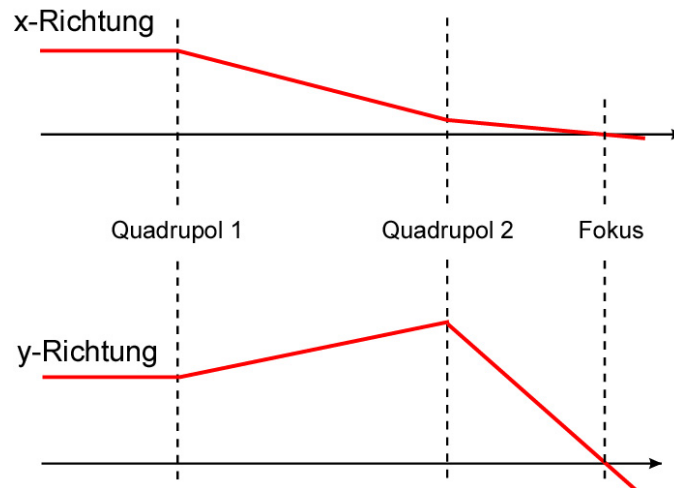 x-Richtung
Quadrupol 1
Quadrupol 2
Fokus
y-Richtung